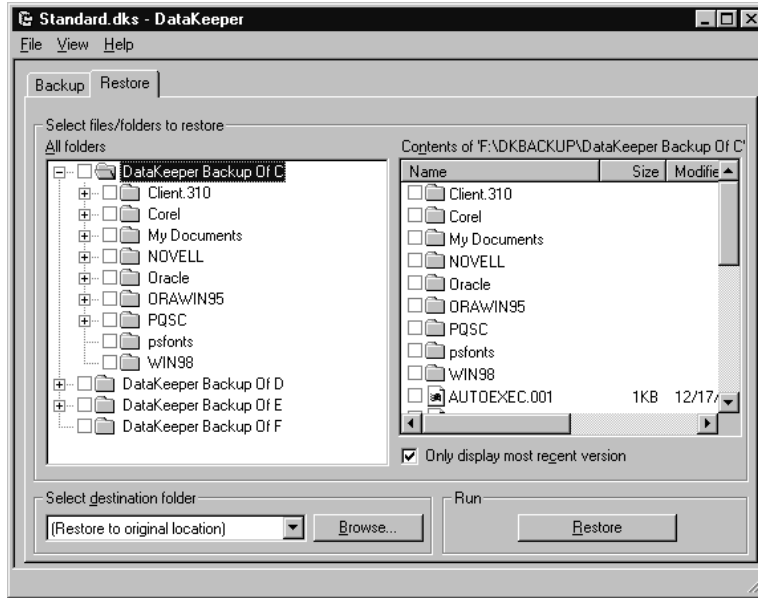 Standard.dks - DataKeeper
File View Help
Backup Restore
Select files/folders to restore
All folders
DataKeeper Backup Of C
Client.310
Corel
My Documents
NOVELL
Oracle
ORAWIN95
PQSC
psfonts
WIN98
DataKeeper Backup Of D
DataKeeper Backup Of E
DataKeeper Backup Of F
Contents of 'F:\DKBACKUP\DataKeeper Backup Of C'
Name Size Modifie
Client.310
Corel
My Documents
NOVELL
Oracle
ORAWIN95
PQSC
psfonts
WIN98
AUTOEXEC.001 1KB 12/17/
Only display most recent version
Select destination folder
(Restore to original location) Browse...
Run
Restore